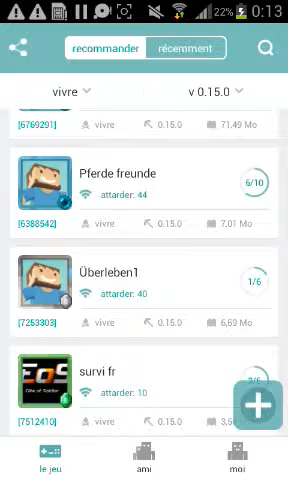 22% 0:13
recommander récemment
vivre v 0.15.0
[6769291] vivre 0.15.0 71,49 Mo
Pferde freunde
attarder: 44
6/10
[6388542] vivre 0.15.0 7,01 Mo
Überleben1
attarder: 40
1/6
[7253303] vivre 0.15.0 6,69 Mo
survi fr
attarder: 10
[7512410] vivre 0.15.0
le jeu ami moi